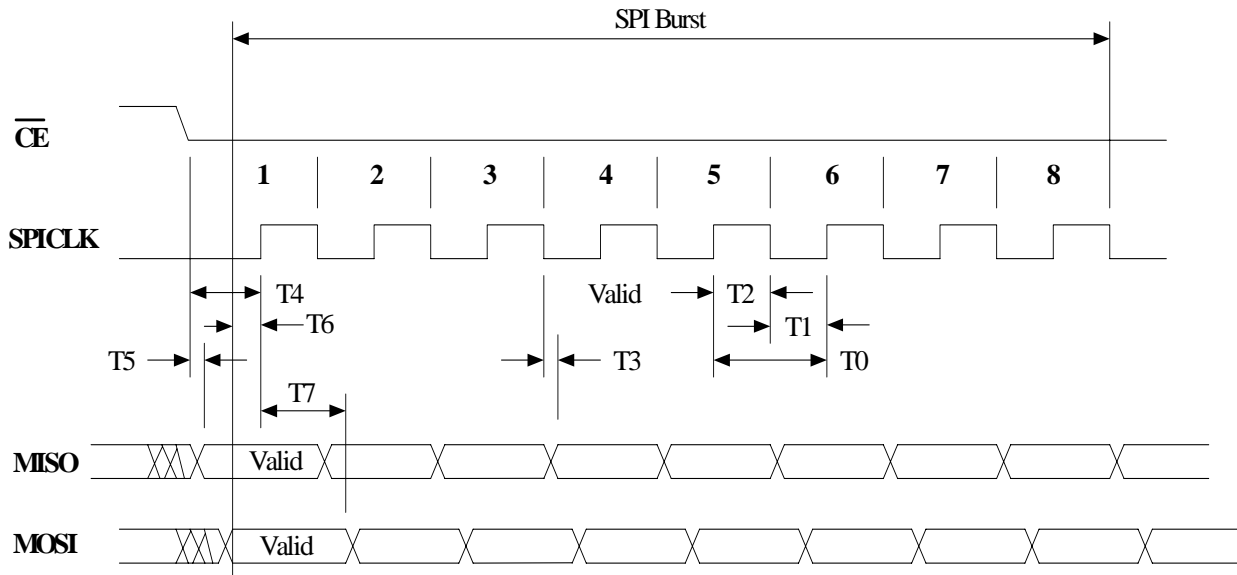 SPI Burst
CE
1 2 3 4 5 6 7 8
SPICLK
T4 Valid T2
T6 T1
T5 T3 T0
T7
MISO Valid
MOSI Valid